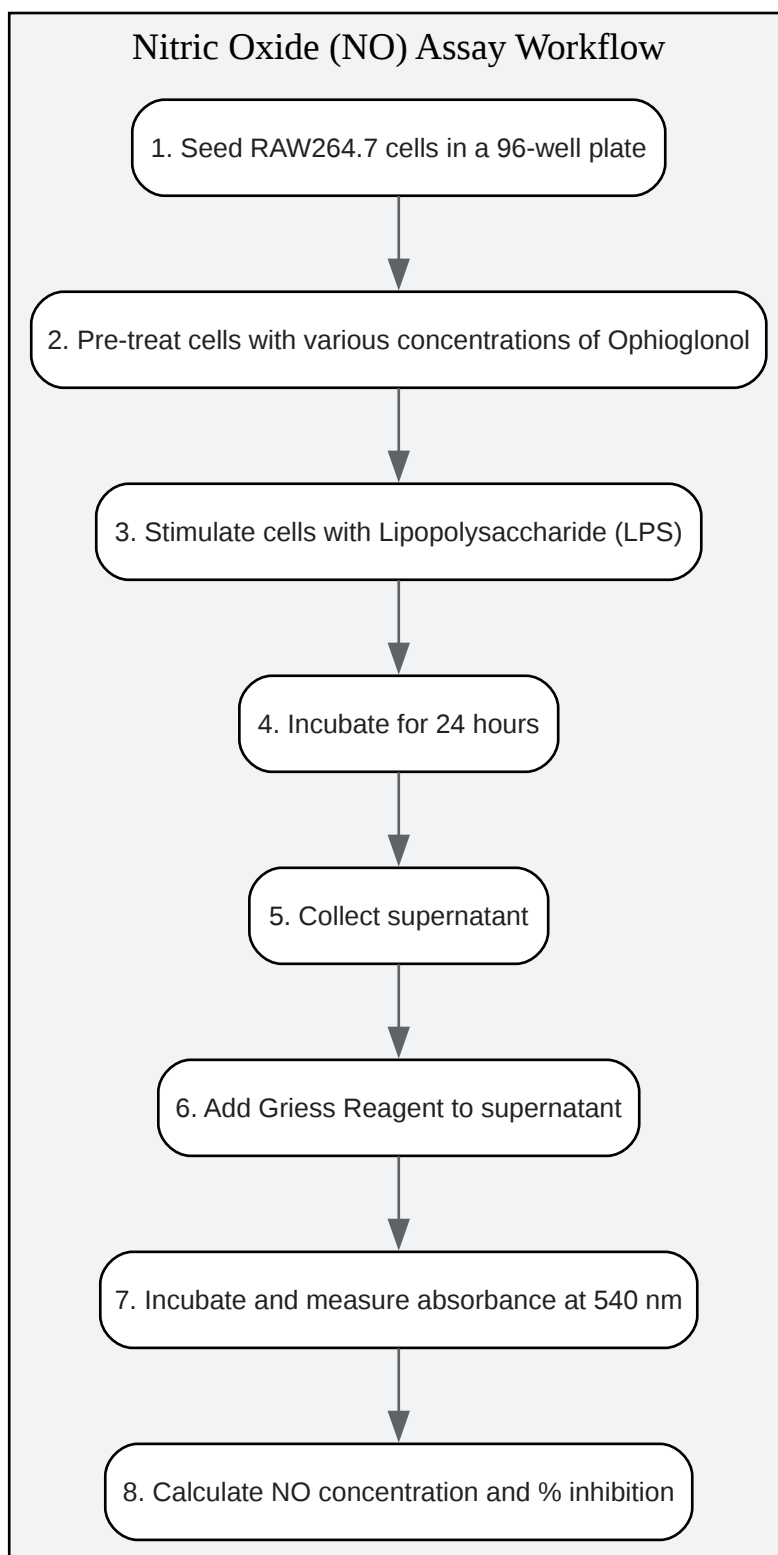 Nitric Oxide (NO) Assay Workflow
1. Seed RAW264.7 cells in a 96-well plate
2. Pre-treat cells with various concentrations of Ophioglonol
3. Stimulate cells with Lipopolysaccharide (LPS)
4. Incubate for 24 hours
5. Collect supernatant
6. Add Griess Reagent to supernatant
7. Incubate and measure absorbance at 540 nm
8. Calculate NO concentration and % inhibition